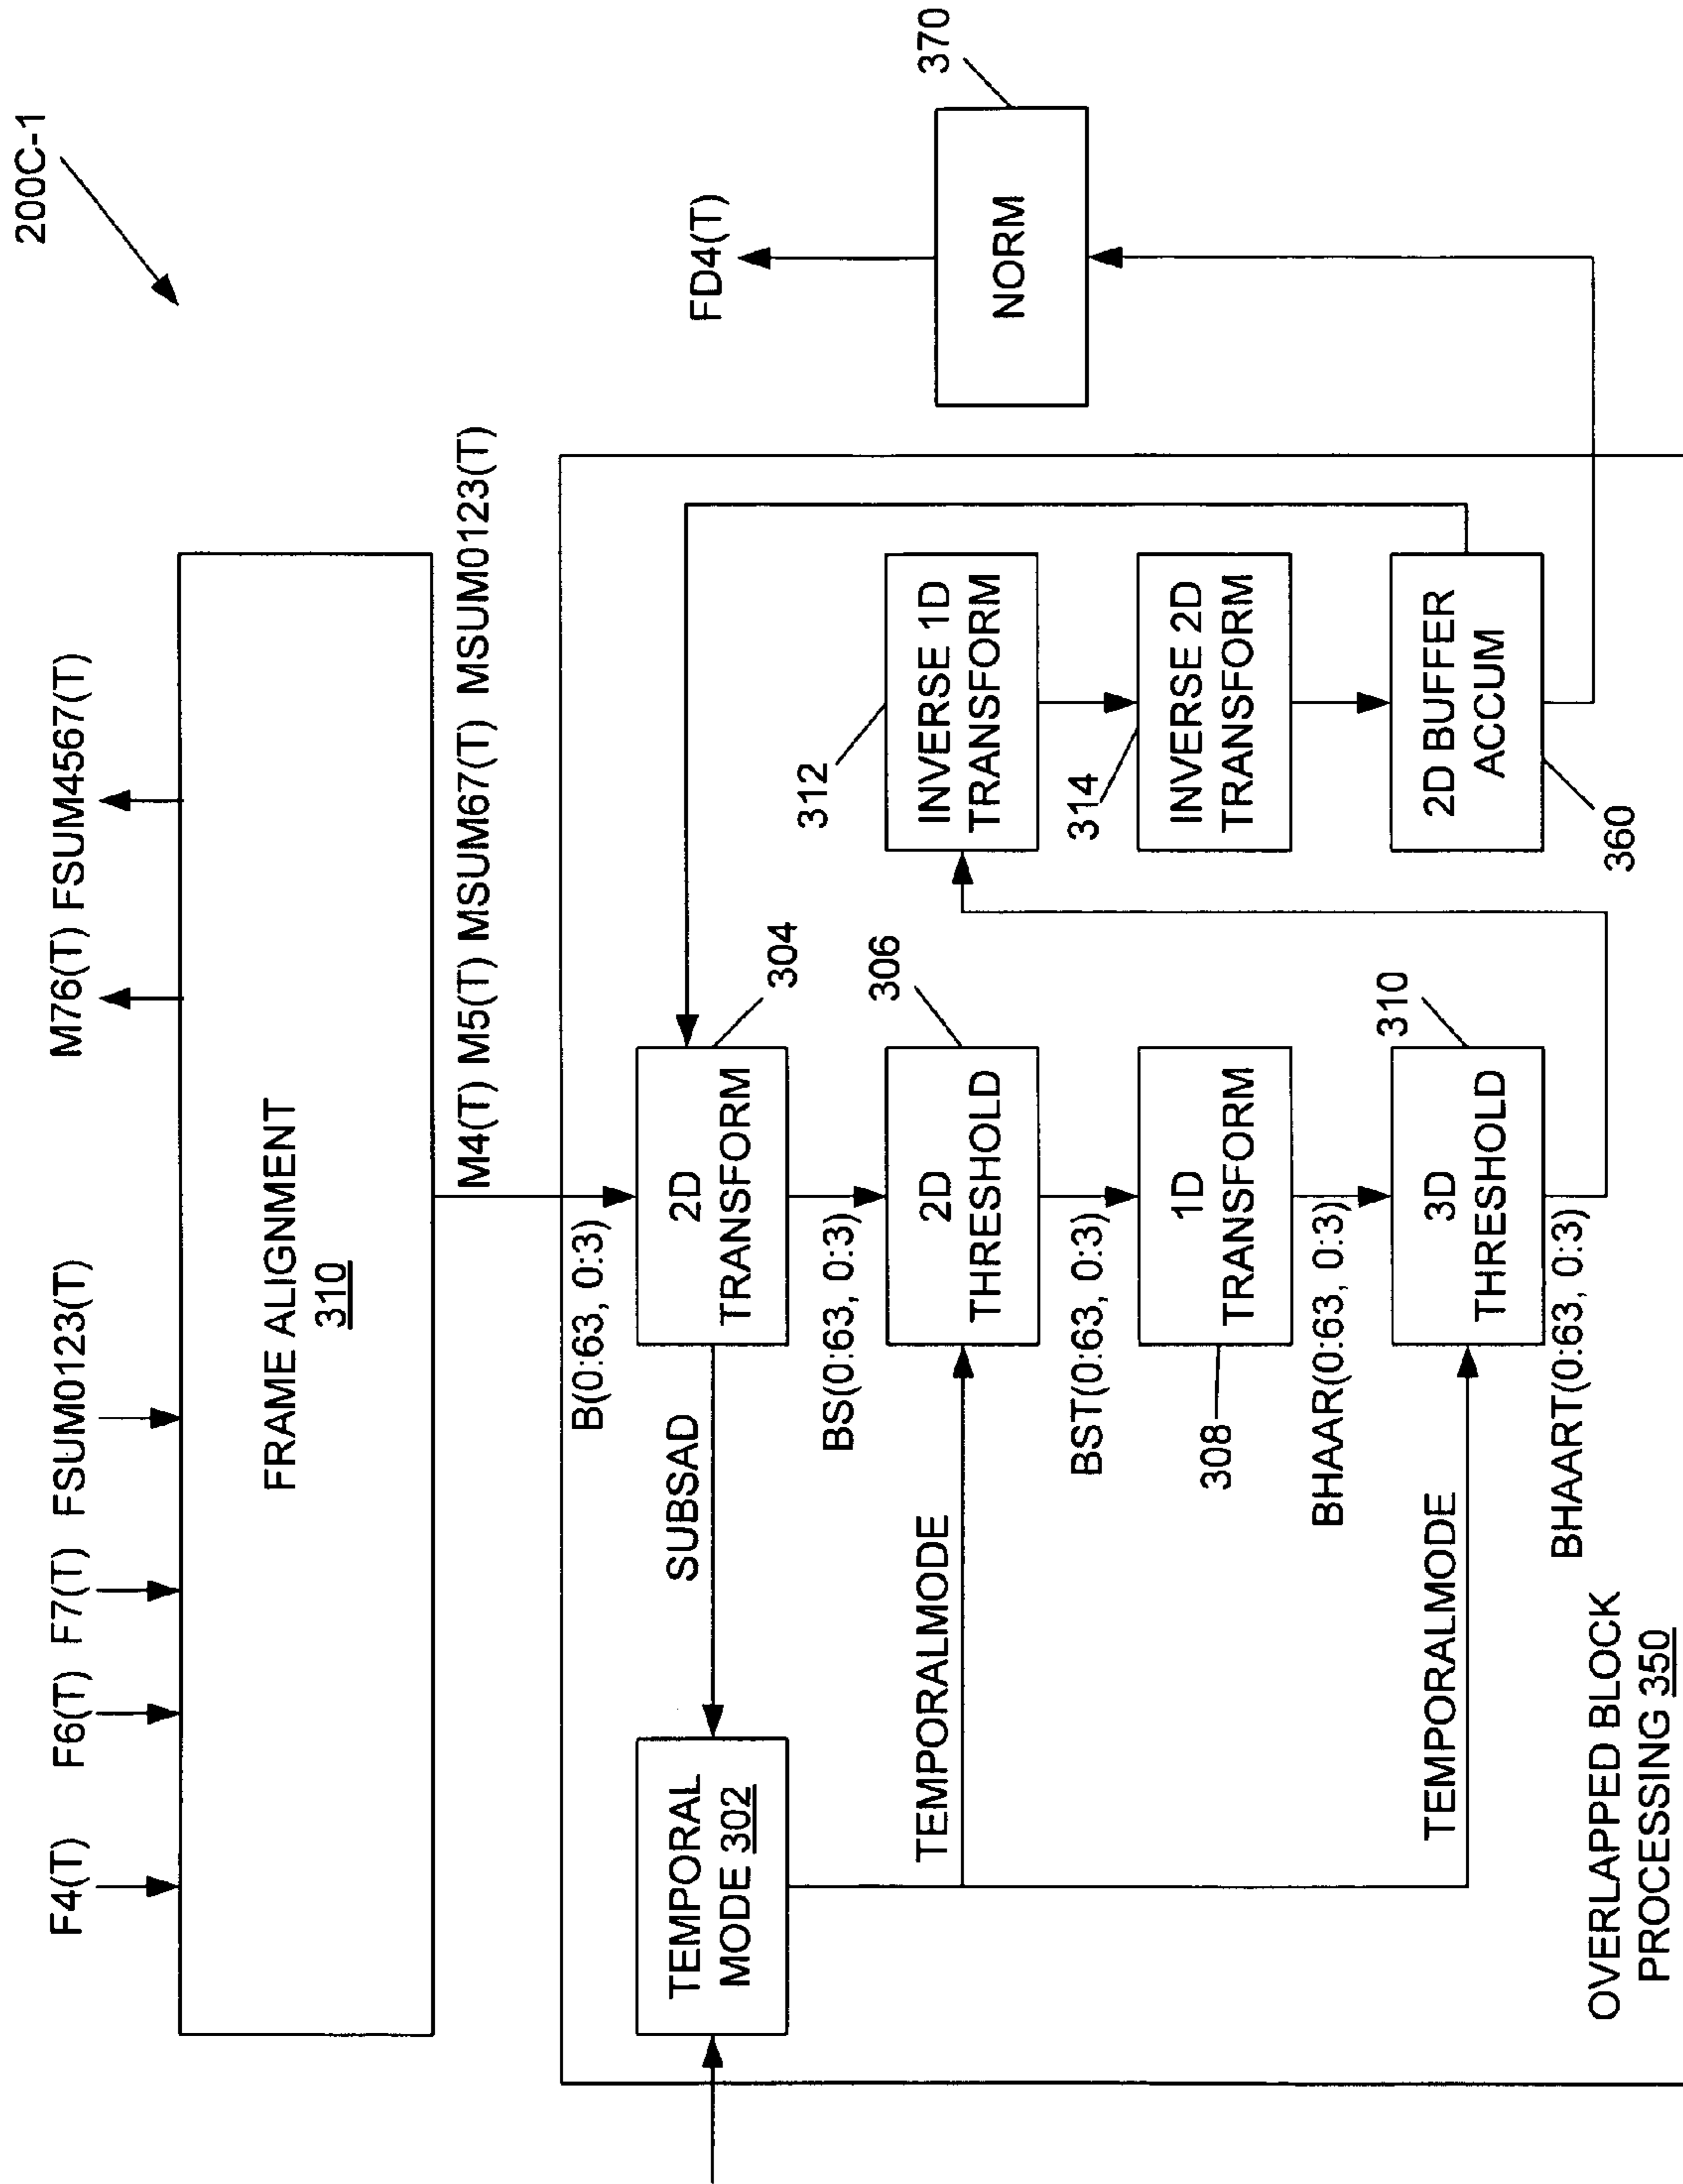 200C-1
F4(T) F6(T) F7(T) FSUM0123(T) M76(T) FSUM4567(T)
FRAME ALIGNMENT
310
M4(T) M5(T) MSUM67(T) MSUM0123(T)
B(0:63, 0:3)
TEMPORAL
MODE 302
SUBSAD
2D
TRANSFORM
304
BS(0:63, 0:3)
TEMPORALMODE
2D
THRESHOLD
306
BST(0:63, 0:3)
1D
TRANSFORM
308
BHAAR(0:63, 0:3)
TEMPORALMODE
3D
THRESHOLD
310
BHAART(0:63, 0:3)
312
INVERSE 1D
TRANSFORM
314
INVERSE 2D
TRANSFORM
2D BUFFER
ACCUM
360
FD4(T)
NORM
370
OVERLAPPED BLOCK
PROCESSING 350